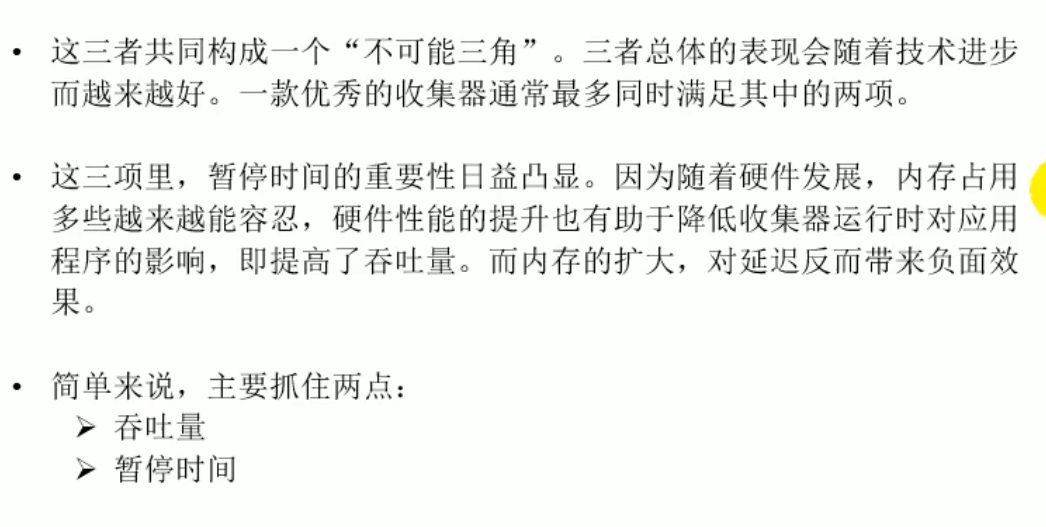 • 这三者共同构成一个“不可能三角”。三者总体的表现会随着技术进步
而越来越好。一款优秀的收集器通常最多同时满足其中的两项。
• 这三项里，暂停时间的重要性日益凸显。因为随着硬件发展，内存占用
多些越来越能容忍，硬件性能的提升也有助于降低收集器运行时对应用
程序的影响，即提高了吞吐量。而内存的扩大，对延迟反而带来负面效
果。
• 简单来说，主要抓住两点：
➢ 吞吐量
➢ 暂停时间